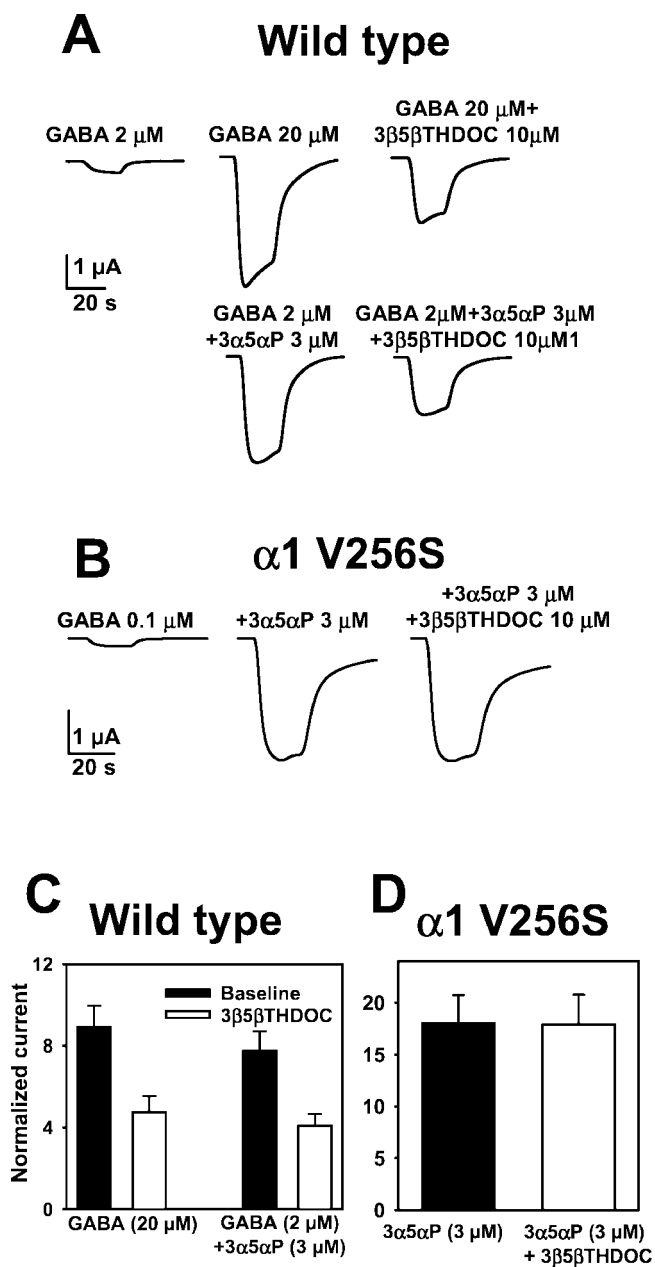 A
Wild type
GABA 2 μM
GABA 20 μM
GABA 20 μM+
3β5βTHDOC 10μM
1 μA
20 s
GABA 2 μM
+3α5αP 3 μM
GABA 2μM+3α5αP 3μM
+3β5βTHDOC 10μM1
B
α1 V256S
GABA 0.1 μM
+3α5αP 3 μM
+3α5αP 3 μM
+3β5βTHDOC 10 μM
1 μA
20 s
C
Wild type
Normalized current
12
8
4
0
Baseline
3β5βTHDOC
GABA (20 μM)
GABA (2 μM)
+3α5αP (3 μM)
D
α1 V256S
20
15
10
5
0
3α5αP (3 μM)
3α5αP (3 μM)
+ 3β5βTHDOC